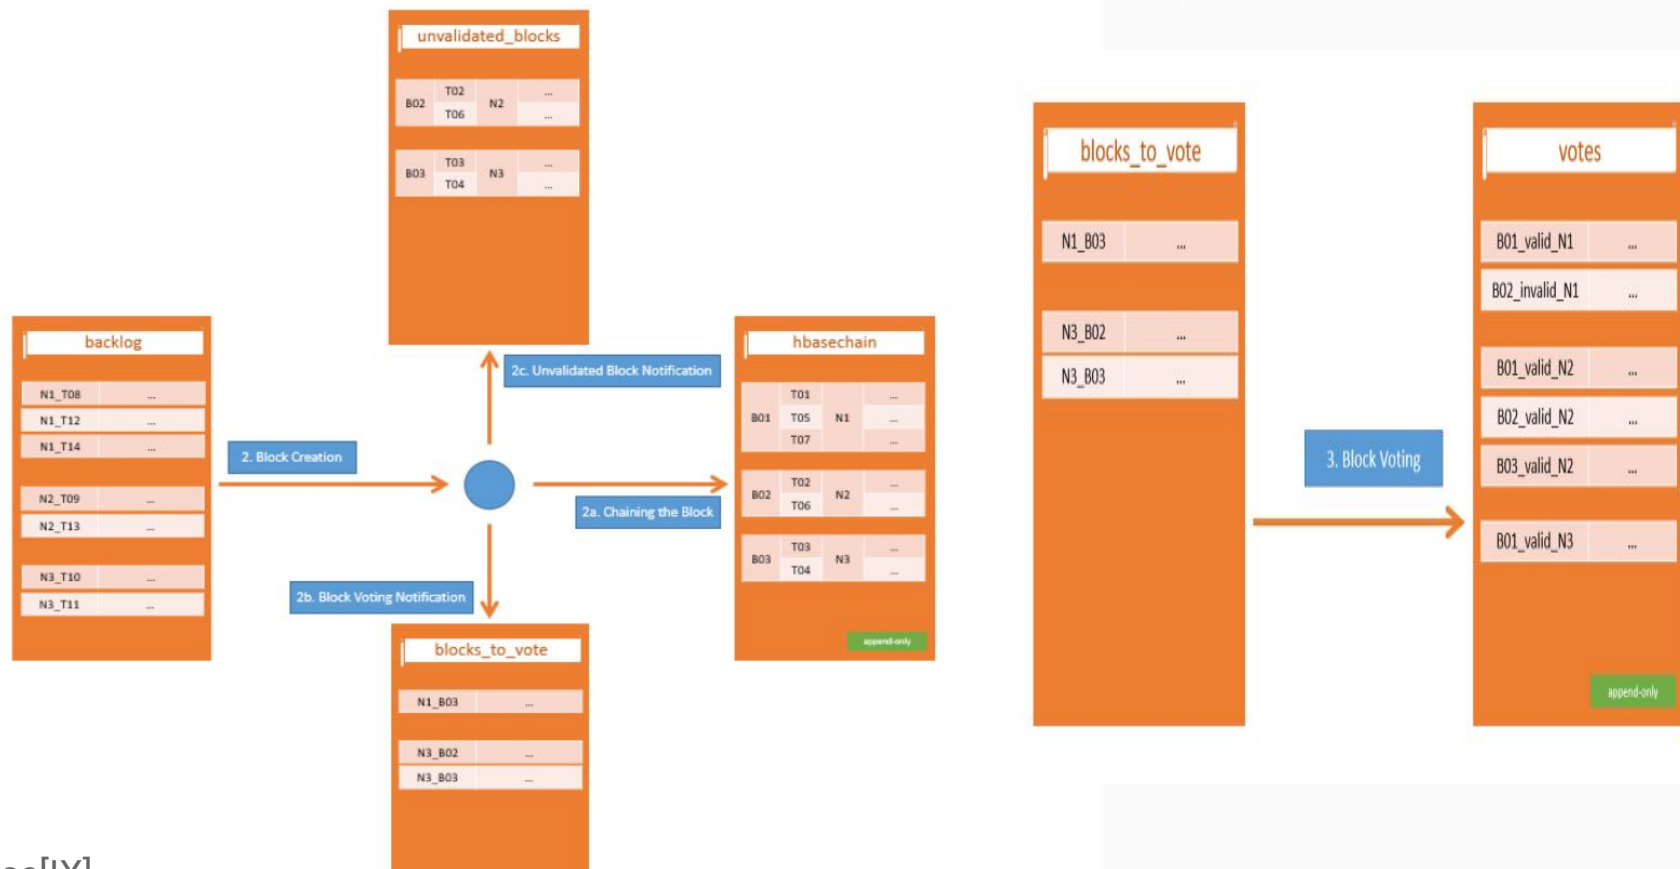 unvalidated_blocks
B02 T02 N2 ...
T06 ...
B03 T03 N3 ...
T04 ...
backlog
N1_T08 ...
N1_T12 ...
N1_T14 ...
N2_T09 ...
N2_T13 ...
N3_T10 ...
N3_T11 ...
2. Block Creation
2c. Unvalidated Block Notification
2a. Chaining the Block
2b. Block Voting Notification
hbasechain
B01 T01 N1 ...
T05 ...
T07 ...
B02 T02 N2 ...
T06 ...
B03 T03 N3 ...
T04 ...
append-only
blocks_to_vote
N1_B03 ...
N3_B02 ...
N3_B03 ...
blocks_to_vote
N1_B03 ...
N3_B02 ...
N3_B03 ...
3. Block Voting
votes
B01_valid_N1 ...
B02_invalid_N1 ...
B01_valid_N2 ...
B02_valid_N2 ...
B03_valid_N2 ...
B01_valid_N3 ...
append-only